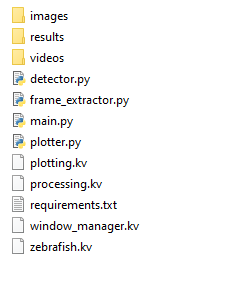 images
results
videos
detector.py
frame_extractor.py
main.py
plotter.py
plotting.kv
processing.kv
requirements.txt
window_manager.kv
zebrafish.kv